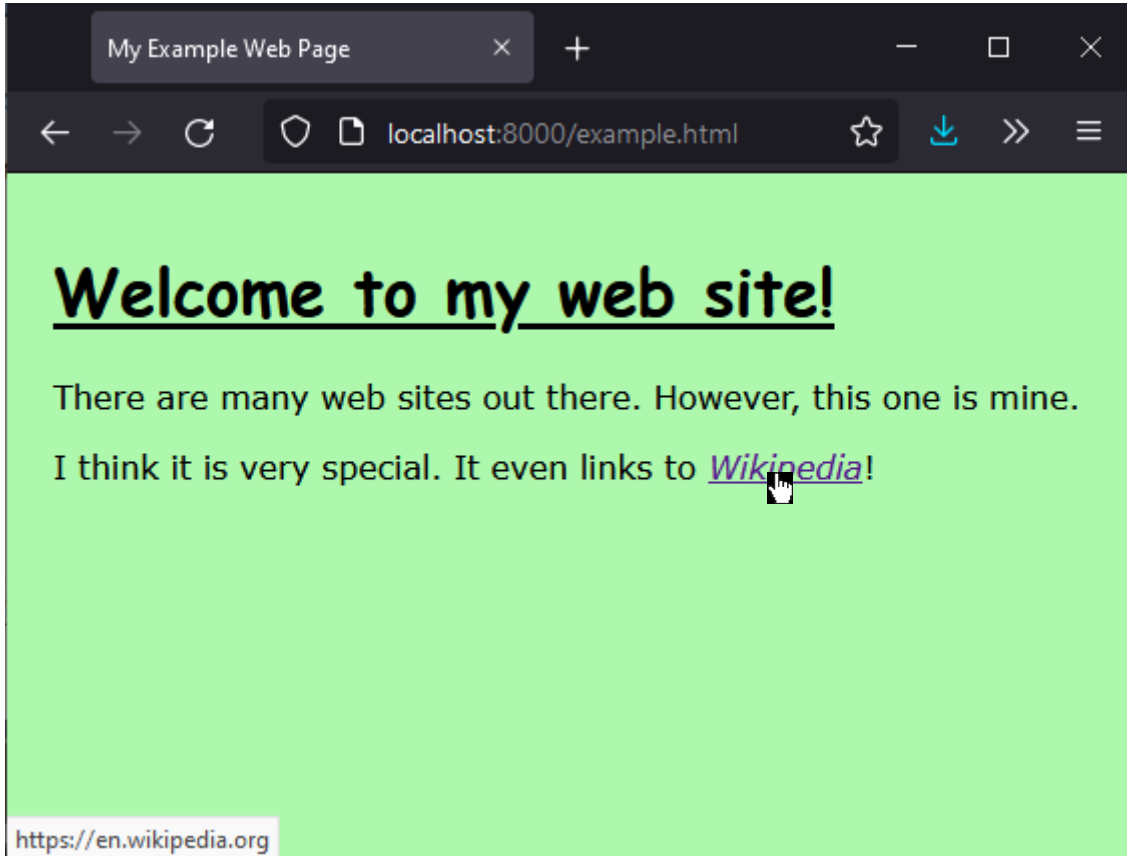 My Example Web Page
localhost:8000/example.html
Welcome to my web site!
There are many web sites out there. However, this one is mine.
I think it is very special. It even links to Wikipedia!
https://en.wikipedia.org